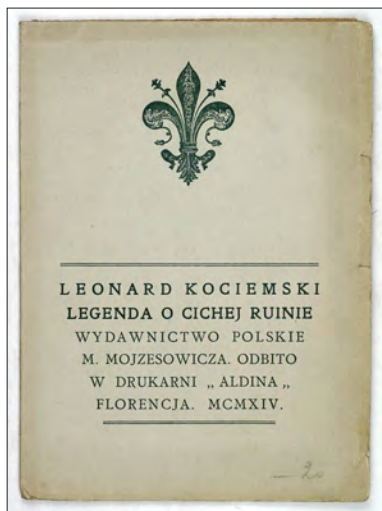 LEONARD KOCIEMSKI
LEGENDA O CICHEJ RUINIE
WYDAWNICTWO POLSKIE
M. MOJZESOWICZA. ODBITO
W DRUKARNI „ ALDINA „
FLORENCJA. MCMXIV.